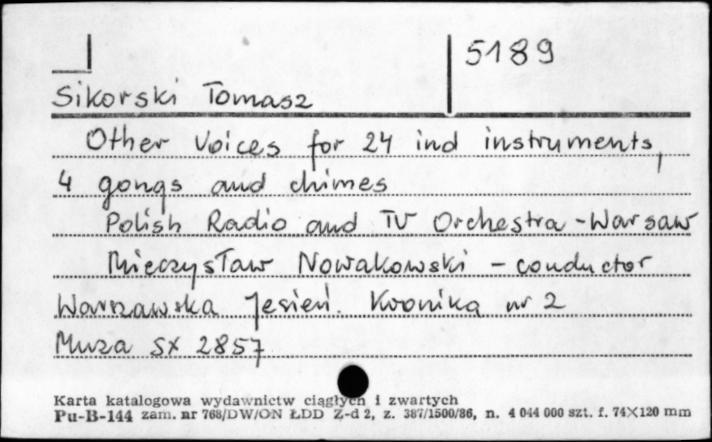 5189
Sikorski Tomasz
Other Voices for 24 ind instruments,
4 gongs and chimes
Polish Radio and TV Orchestra - Warsaw
Mieczysław Nowakowski - conductor
Warszawska Jesień. Kronika nr 2
Muza SX 2857
Karta katalogowa wydawnictw ciągłych i zwartych
Pu-B-144 zam. nr 768/DW/ON ŁDD Z-d 2, z. 387/1500/86, n. 4 044 000 szt. f. 74×120 mm